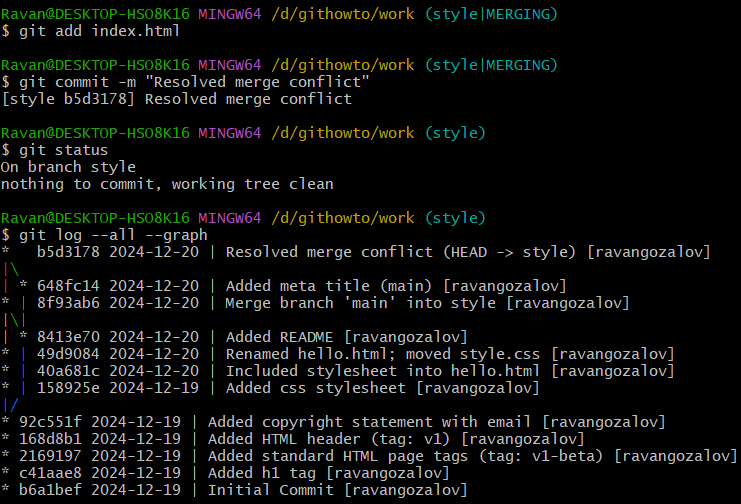 Ravan@DESKTOP-HSO8K16 MINGW64 /d/githowto/work (style|MERGING)
$ git add index.html
Ravan@DESKTOP-HSO8K16 MINGW64 /d/githowto/work (style|MERGING)
$ git commit -m "Resolved merge conflict"
[style b5d3178] Resolved merge conflict
Ravan@DESKTOP-HSO8K16 MINGW64 /d/githowto/work (style)
$ git status
On branch style
nothing to commit, working tree clean
Ravan@DESKTOP-HSO8K16 MINGW64 /d/githowto/work (style)
$ git log --all --graph
*   b5d3178 2024-12-20 | Resolved merge conflict (HEAD -> style) [ravangozalov]
|\
| * 648fc14 2024-12-20 | Added meta title (main) [ravangozalov]
* | 8f93ab6 2024-12-20 | Merge branch 'main' into style [ravangozalov]
|\|
| * 8413e70 2024-12-20 | Added README [ravangozalov]
* | 49d9084 2024-12-20 | Renamed hello.html; moved style.css [ravangozalov]
* | 40a681c 2024-12-20 | Included stylesheet into hello.html [ravangozalov]
* | 158925e 2024-12-19 | Added css stylesheet [ravangozalov]
|/
* 92c551f 2024-12-19 | Added copyright statement with email [ravangozalov]
* 168d8b1 2024-12-19 | Added HTML header (tag: v1) [ravangozalov]
* 2169197 2024-12-19 | Added standard HTML page tags (tag: v1-beta) [ravangozalov]
* c41aae8 2024-12-19 | Added h1 tag [ravangozalov]
* b6a1bef 2024-12-19 | Initial Commit [ravangozalov]